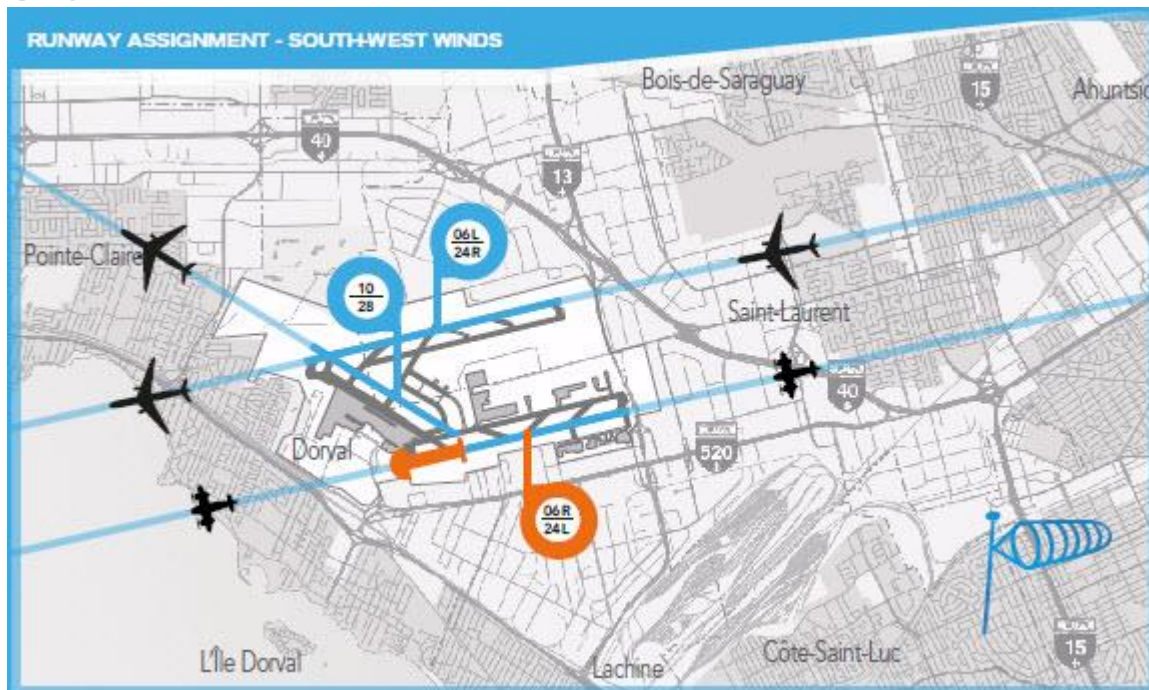 RUNWAY ASSIGNMENT - SOUTH-WEST WINDS
Bois-de-Saraguay
15
Ahuntsic
40
13
Pointe-Claire
06L
24R
10
28
Saint-Laurent
40
Dorval
520
06R
24L
L'Île Dorval
Lachine
Côte-Saint-Luc
15